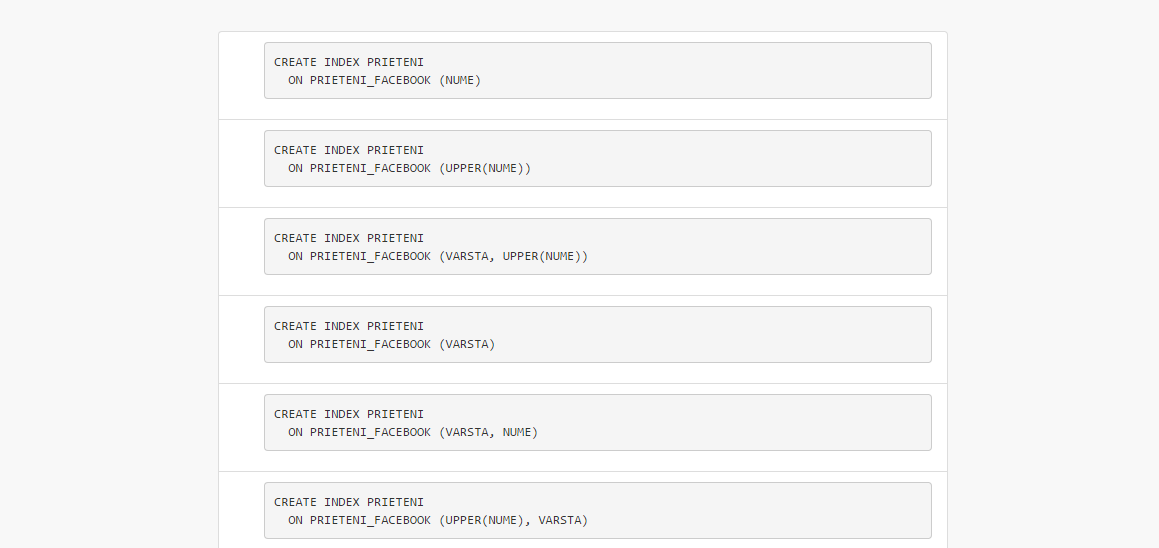 CREATE INDEX PRIETENI
ON PRIETENI_FACEBOOK (NUME)
CREATE INDEX PRIETENI
ON PRIETENI_FACEBOOK (UPPER(NUME))
CREATE INDEX PRIETENI
ON PRIETENI_FACEBOOK (VARSTA, UPPER(NUME))
CREATE INDEX PRIETENI
ON PRIETENI_FACEBOOK (VARSTA)
CREATE INDEX PRIETENI
ON PRIETENI_FACEBOOK (VARSTA, NUME)
CREATE INDEX PRIETENI
ON PRIETENI_FACEBOOK (UPPER(NUME), VARSTA)